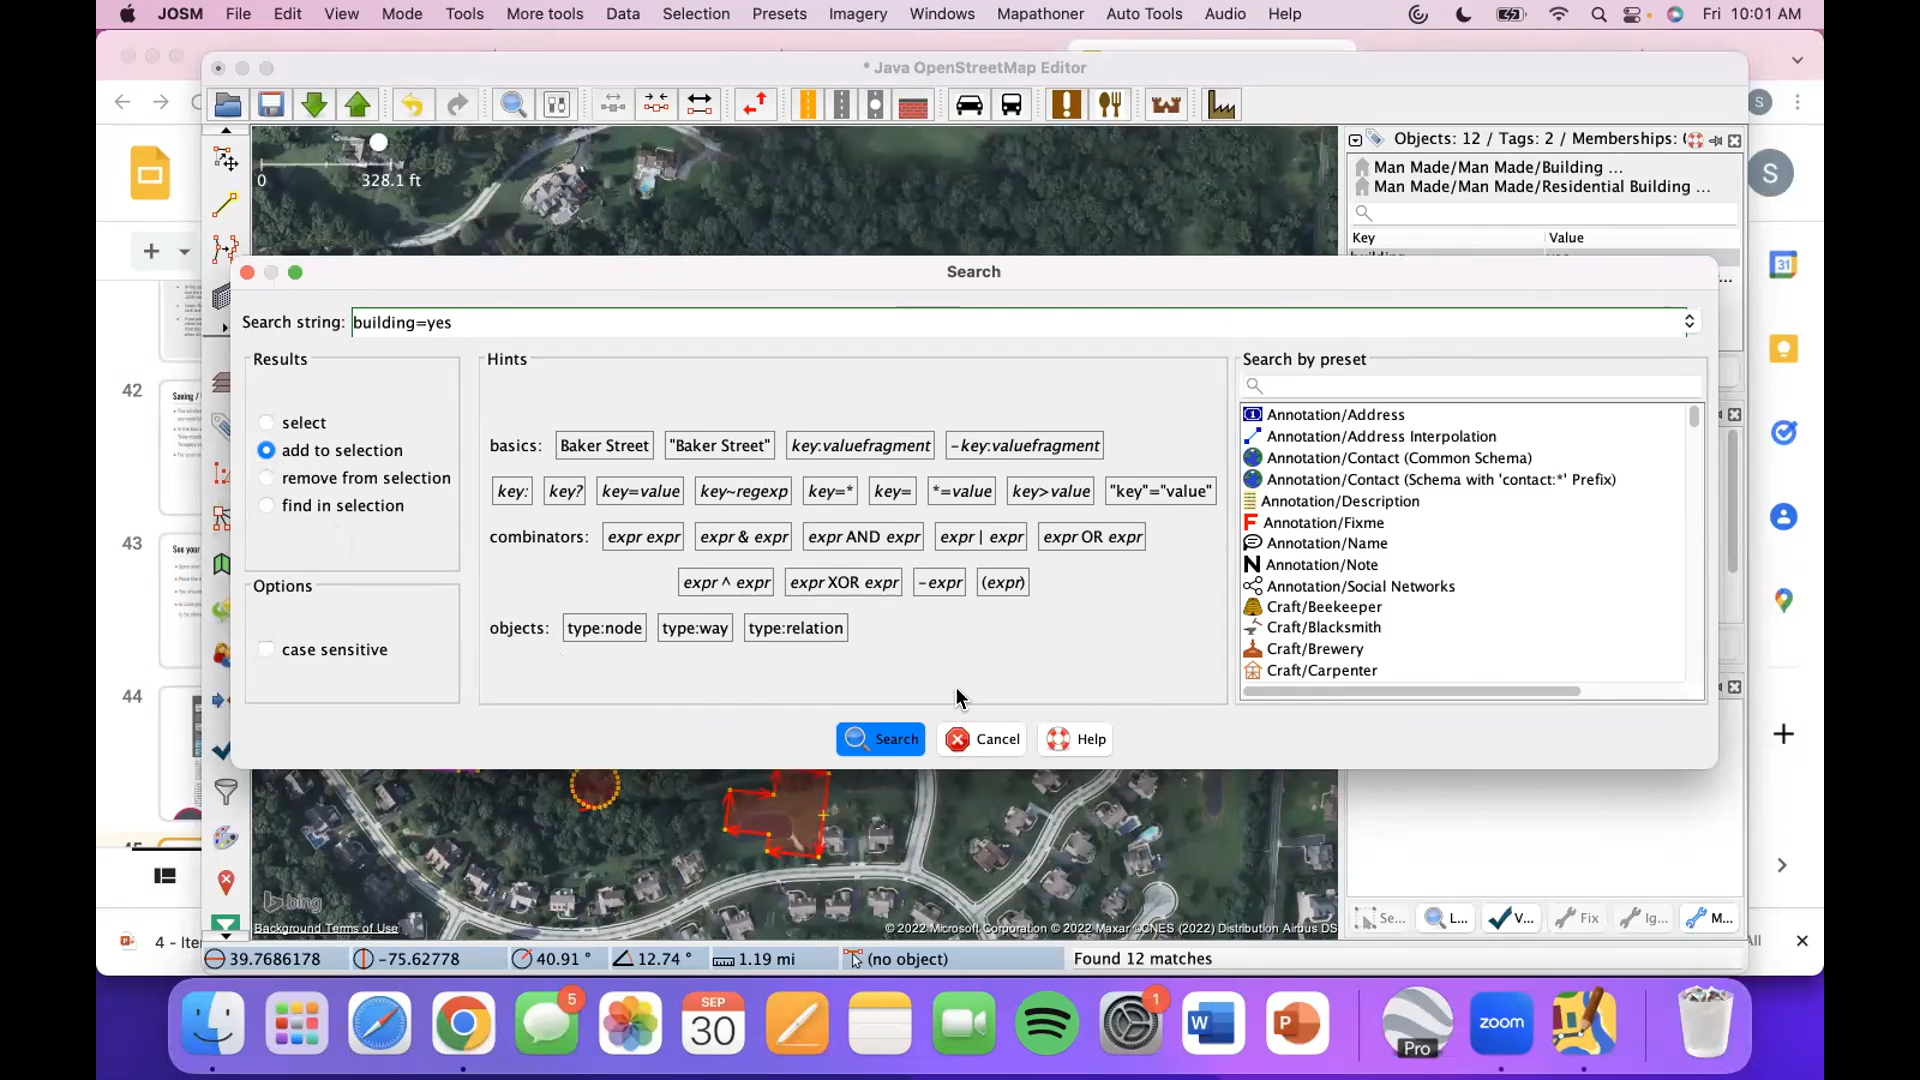 JOSM File Edit View Mode Tools More tools Data Selection Presets Imagery Windows Mapathoner Auto Tools Audio Help Fri 10:01 AM
* Java OpenStreetMap Editor
S
0 328.1 ft
Objects: 12 / Tags: 2 / Memberships:
Man Made/Man Made/Building ...
Man Made/Man Made/Residential Building ...
S
Key Value
31
Search
Search string: building=yes
Results
select
add to selection
remove from selection
find in selection
Options
case sensitive
Hints
basics: Baker Street "Baker Street" key:valuefragment -key:valuefragment
key: key? key=value key~regexp key=* key= *=value key>value "key"="value"
combinators: expr expr expr & expr expr AND expr expr | expr expr OR expr
expr ^ expr expr XOR expr -expr (expr)
objects: type:node type:way type:relation
Search by preset
Annotation/Address
Annotation/Address Interpolation
Annotation/Contact (Common Schema)
Annotation/Contact (Schema with 'contact:*' Prefix)
Annotation/Description
Annotation/Fixme
Annotation/Name
Annotation/Note
Annotation/Social Networks
Craft/Beekeeper
Craft/Blacksmith
Craft/Brewery
Craft/Carpenter
Search Cancel Help
42
43
44
bing
Background Terms of Use
© 2022 Microsoft Corporation © 2022 Maxar ©CNES (2022) Distribution Airbus DS
Se... L... V... Fix Ig... M...
4 - Iter
39.7686178 -75.62778 40.91 ° 12.74 ° 1.19 mi (no object) Found 12 matches
5
SEP
30
1
W
P
Pro
zoom